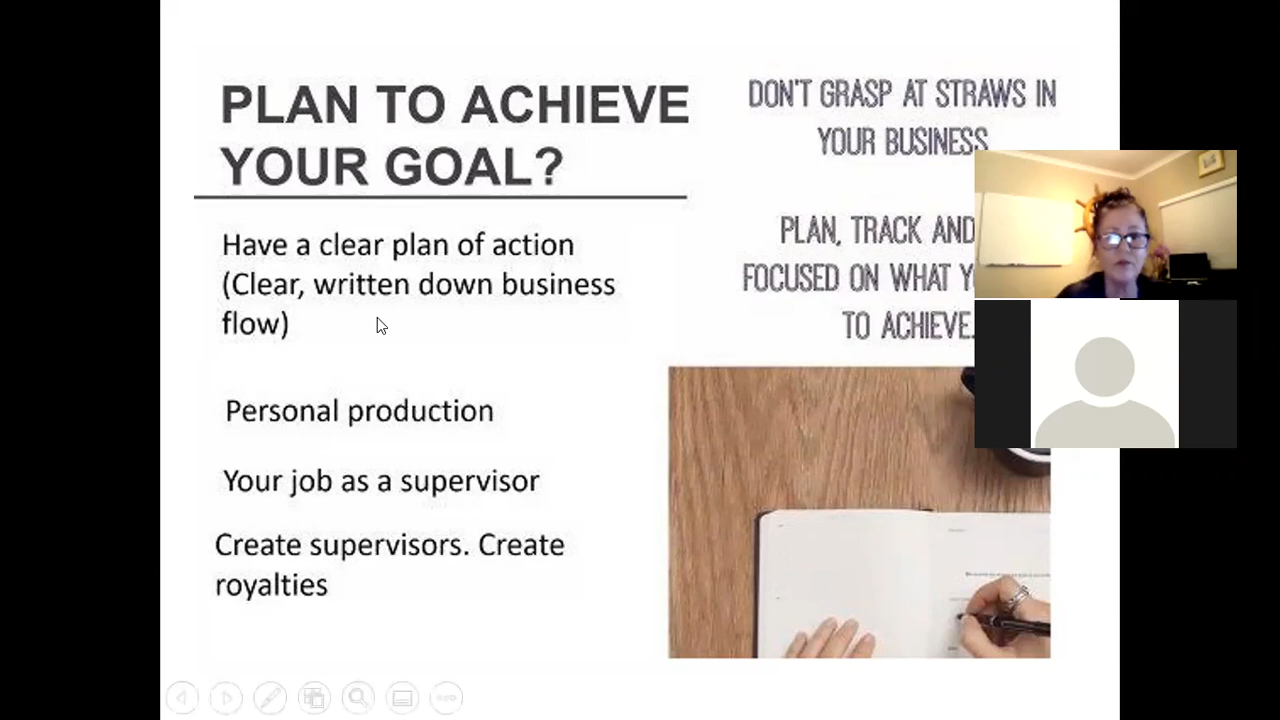 PLAN TO ACHIEVE
YOUR GOAL?
Have a clear plan of action
(Clear, written down business
flow)
Personal production
Your job as a supervisor
Create supervisors. Create
royalties
DON'T GRASP AT STRAWS IN
YOUR BUSINESS
PLAN, TRACK AND
FOCUSED ON WHAT
TO ACHIEVE.